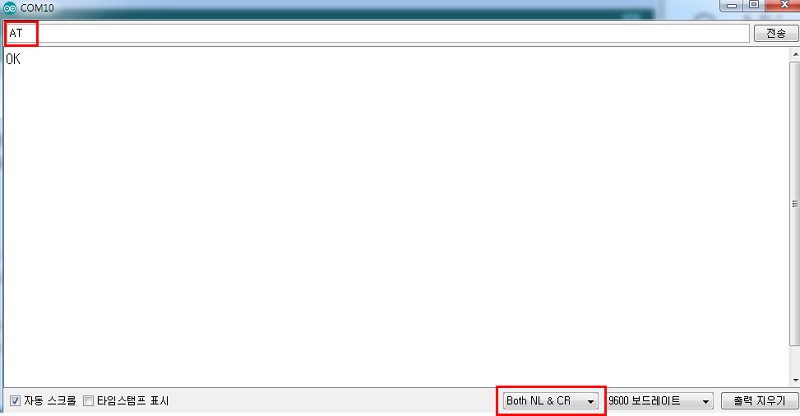 COM10
AT
전송
OK
자동 스크롤
타임스탬프 표시
Both NL & CR
9600 보드레이트
출력 지우기